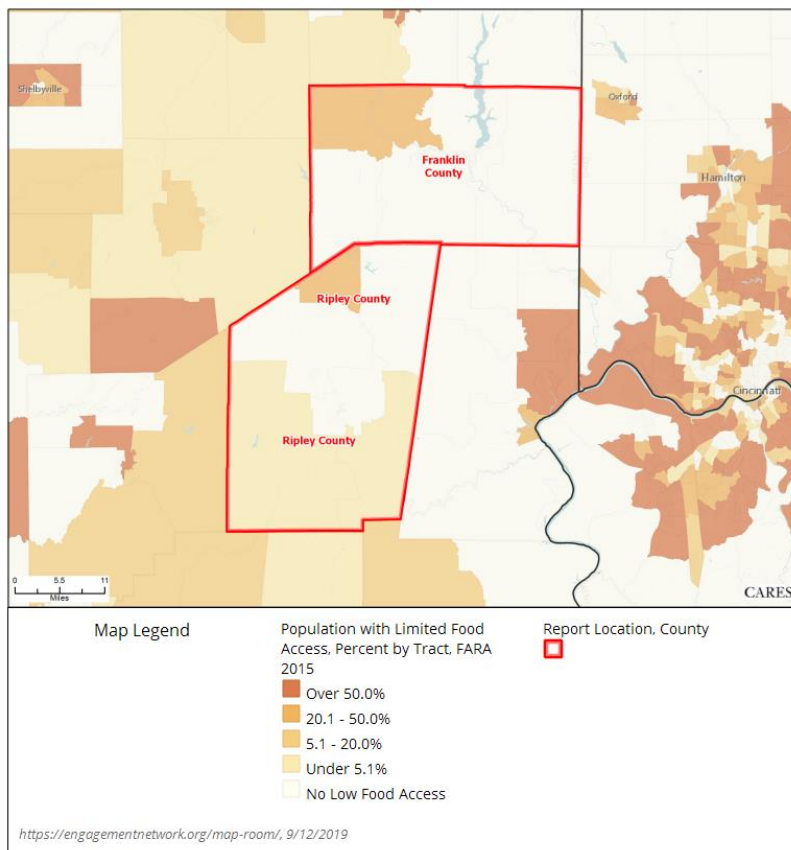 Shelbyville
Oxford
Franklin
County
Hamilton
Ripley County
Cincinnati
Ripley County
0 5.5 11
Miles
CARES
Map Legend
Population with Limited Food
Access, Percent by Tract, FARA
2015
Over 50.0%
20.1 - 50.0%
5.1 - 20.0%
Under 5.1%
No Low Food Access
Report Location, County
https://engagementnetwork.org/map-room/, 9/12/2019